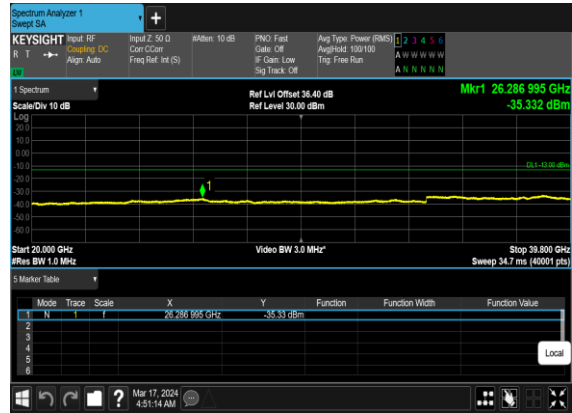 Spectrum Analyzer 1
Swept SA
KEYSIGHT
R T
Input: RF
Coupling: DC
Align: Auto
Input Z: 50 Ω
Corr CCorr
Freq Ref: Int (S)
#Atten: 10 dB
PNO: Fast
Gate: Off
IF Gain: Low
Sig Track: Off
Avg Type: Power (RMS)
Avg|Hold: 100/100
Trig: Free Run
1 2 3 4 5 6
A W W W W W
A N N N N N
1 Spectrum
Scale/Div 10 dB
Log
Ref Lvl Offset 36.40 dB
Ref Level 30.00 dBm
Mkr1 26.286 995 GHz
-35.332 dBm
20.0
10.0
0.00
-10.0
DL1 -13.00 dBm
-20.0
1
-30.0
-40.0
-50.0
-60.0
Start 20.000 GHz
#Res BW 1.0 MHz
Video BW 3.0 MHz*
Stop 39.800 GHz
Sweep 34.7 ms (40001 pts)
5 Marker Table
Mode Trace Scale X Y Function Function Width Function Value
1 N 1 f 26.286 995 GHz -35.33 dBm
2
3
4
5
6
Local
?
Mar 17, 2024
4:51:14 AM